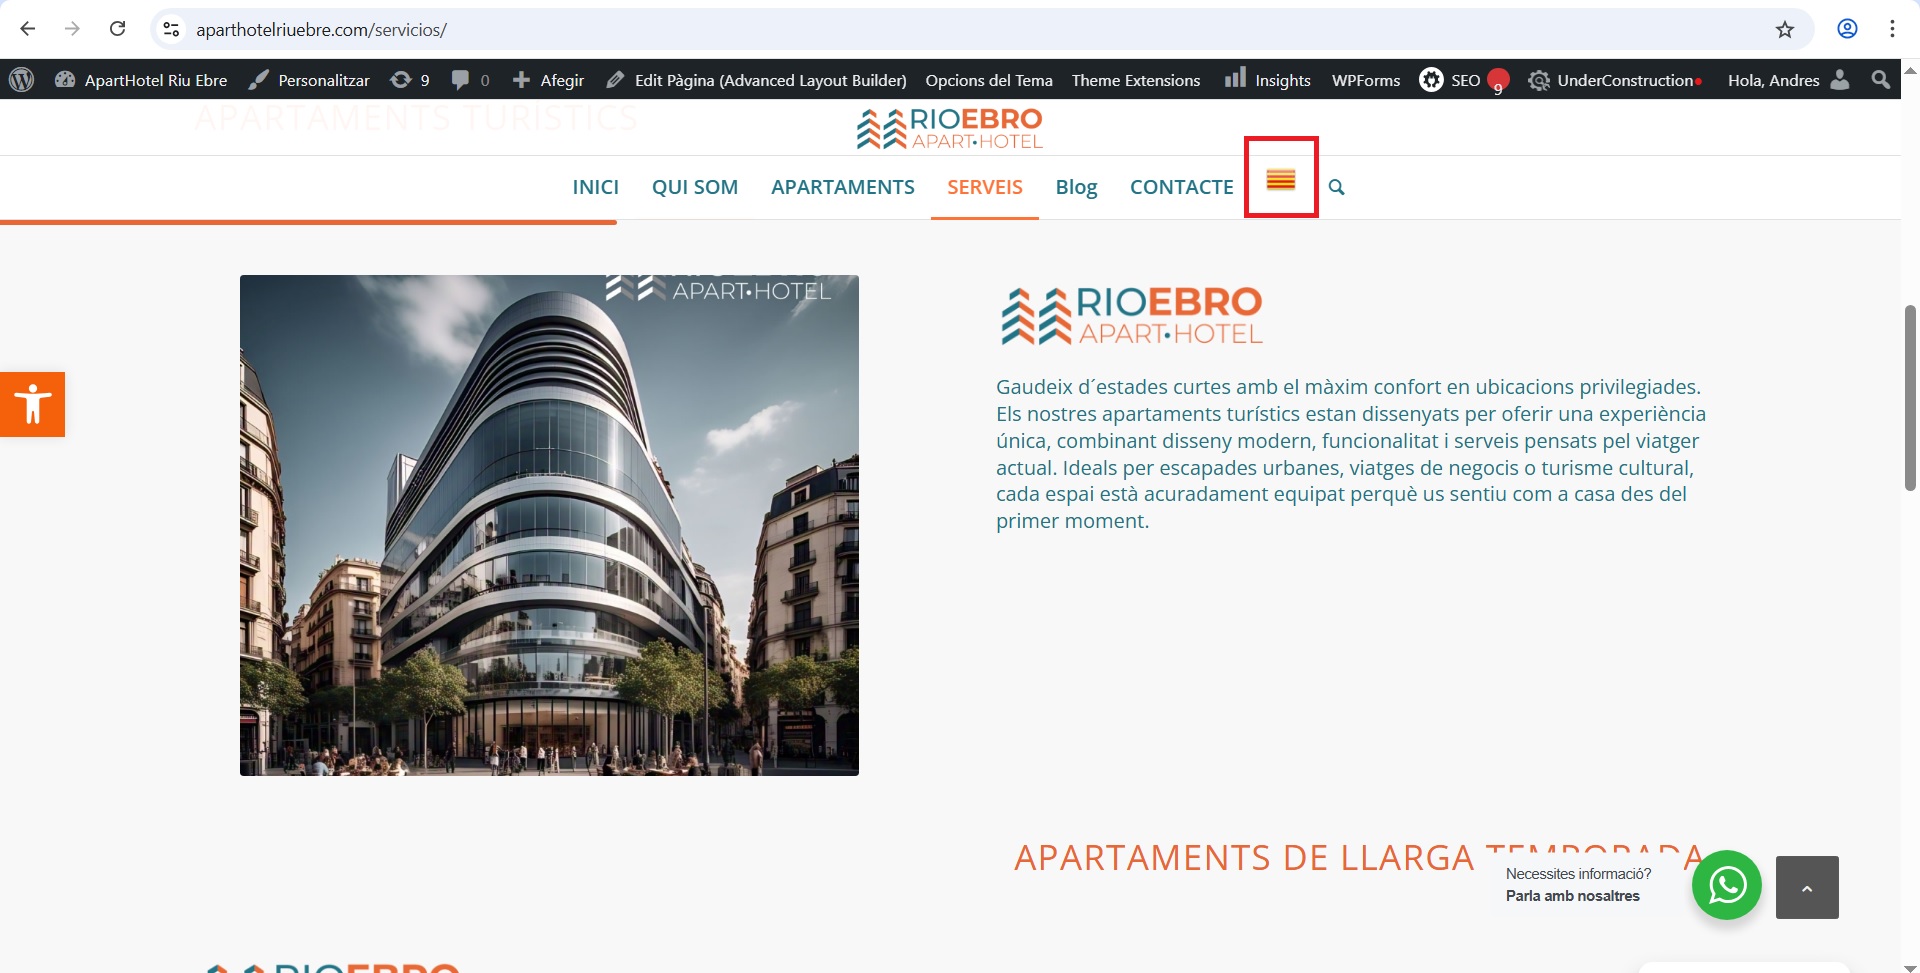 aparthotelriuebre.com/servicios/
ApartHotel Riu Ebre Personalitzar 9 0 Afegir Edit Pàgina (Advanced Layout Builder) Opcions del Tema Theme Extensions Insights WPForms SEO 9 UnderConstruction Hola, Andres
APARTAMENTS TURÍSTICS
RIOEBRO
APART·HOTEL
INICI QUI SOM APARTAMENTS SERVEIS Blog CONTACTE
APART·HOTEL
RIOEBRO
APART·HOTEL
Gaudeix d´estades curtes amb el màxim confort en ubicacions privilegiades.
Els nostres apartaments turístics estan dissenyats per oferir una experiència
única, combinant disseny modern, funcionalitat i serveis pensats pel viatger
actual. Ideals per escapades urbanes, viatges de negocis o turisme cultural,
cada espai està acuradament equipat perquè us sentiu com a casa des del
primer moment.
APARTAMENTS DE LLARGA TEMPORADA
Necessites informació?
Parla amb nosaltres
RIOEBRO